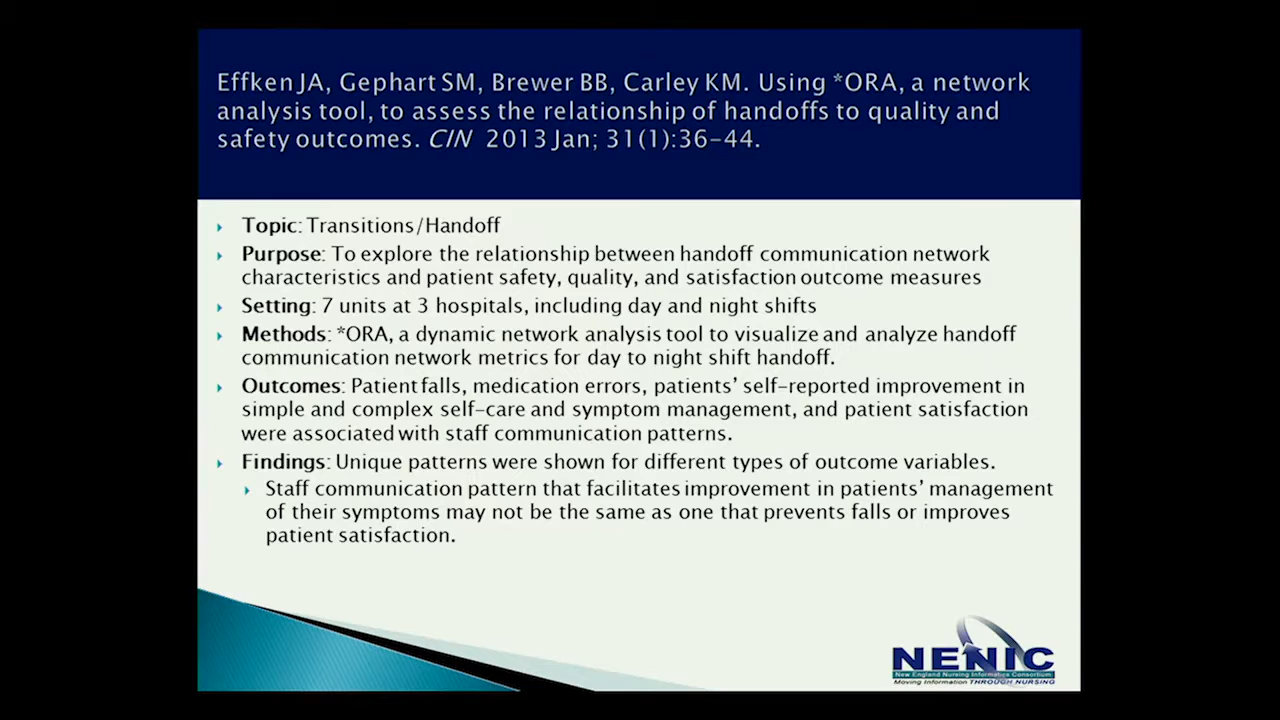 Effken JA, Gephart SM, Brewer BB, Carley KM. Using *ORA, a network
analysis tool, to assess the relationship of handoffs to quality and
safety outcomes. CIN 2013 Jan; 31(1):36-44.
Topic: Transitions/Handoff
Purpose: To explore the relationship between handoff communication network
characteristics and patient safety, quality, and satisfaction outcome measures
Setting: 7 units at 3 hospitals, including day and night shifts
Methods: *ORA, a dynamic network analysis tool to visualize and analyze handoff
communication network metrics for day to night shift handoff.
Outcomes: Patient falls, medication errors, patients' self-reported improvement in
simple and complex self-care and symptom management, and patient satisfaction
were associated with staff communication patterns.
Findings: Unique patterns were shown for different types of outcome variables.
Staff communication pattern that facilitates improvement in patients' management
of their symptoms may not be the same as one that prevents falls or improves
patient satisfaction.
NENIC
New England Nursing Informatics Consortium
Moving Information THROUGH NURSING